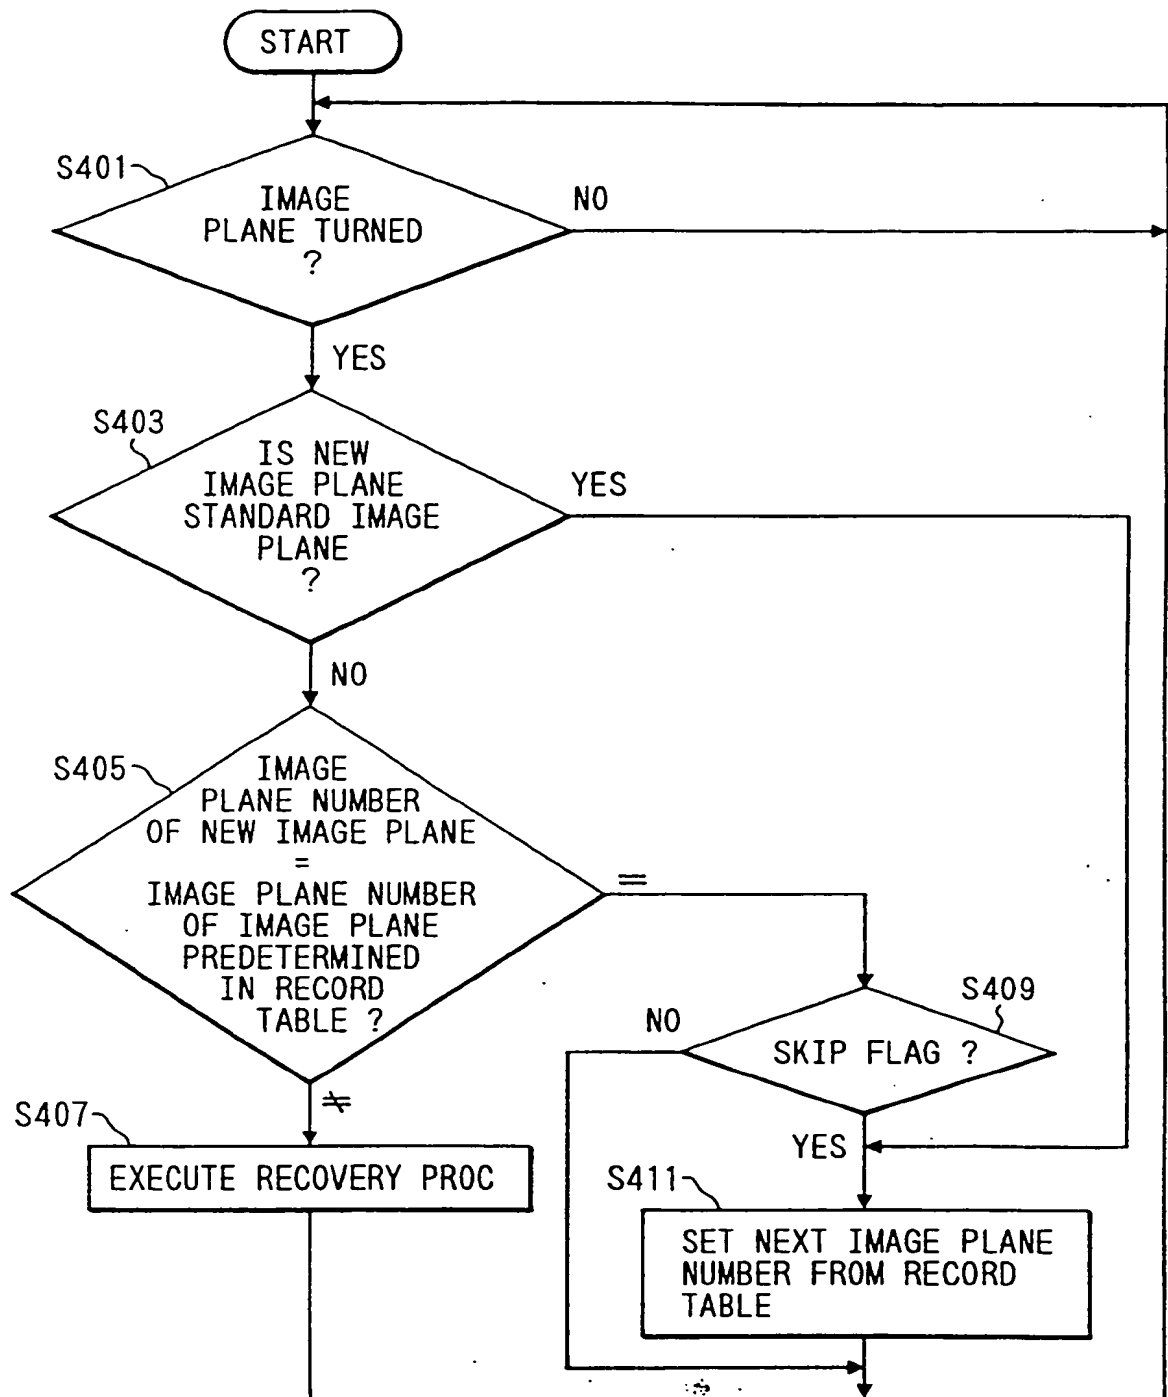 START
S401
IMAGE
PLANE TURNED
?
NO
YES
S403
IS NEW
IMAGE PLANE
STANDARD IMAGE
PLANE
?
YES
NO
S405
IMAGE
PLANE NUMBER
OF NEW IMAGE PLANE
=
IMAGE PLANE NUMBER
OF IMAGE PLANE
PREDETERMINED
IN RECORD
TABLE ?
=
≠
S409
NO
SKIP FLAG ?
YES
S407
EXECUTE RECOVERY PROC
S411
SET NEXT IMAGE PLANE
NUMBER FROM RECORD
TABLE